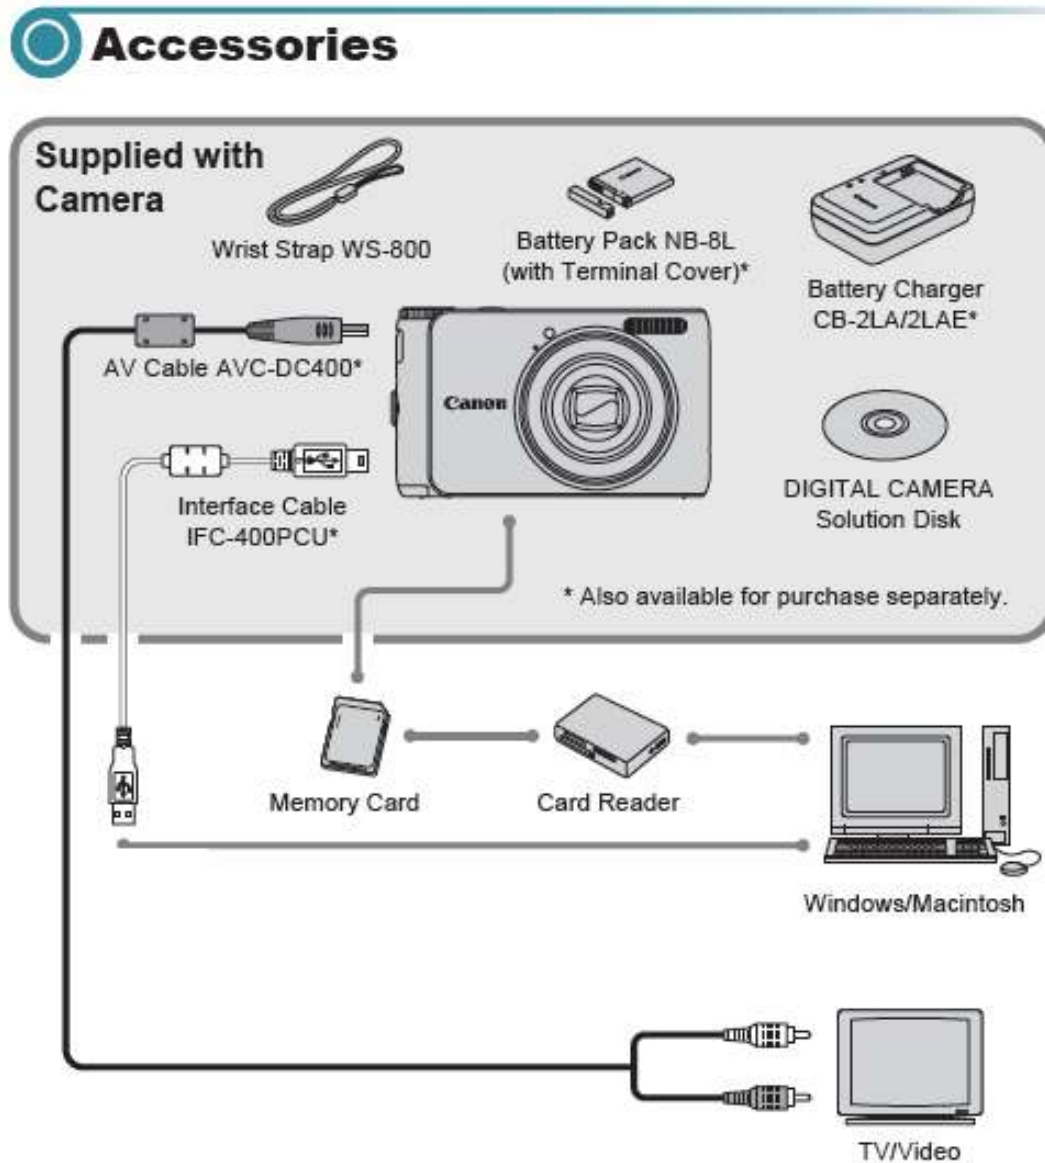 Accessories
Supplied with
Camera
Wrist Strap WS-800
Battery Pack NB-8L
(with Terminal Cover)*
Battery Charger
CB-2LA/2LAE*
AV Cable AVC-DC400*
Canon
Interface Cable
IFC-400PCU*
DIGITAL CAMERA
Solution Disk
* Also available for purchase separately.
Memory Card
Card Reader
Windows/Macintosh
TV/Video